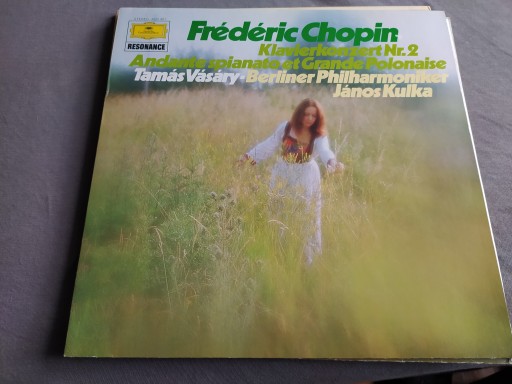 RESONANCE
Frédéric Chopin
Klavierkonzert Nr. 2
Andante spianato et Grande Polonaise
Tamás Vásáry · Berliner Philharmoniker
János Kulka